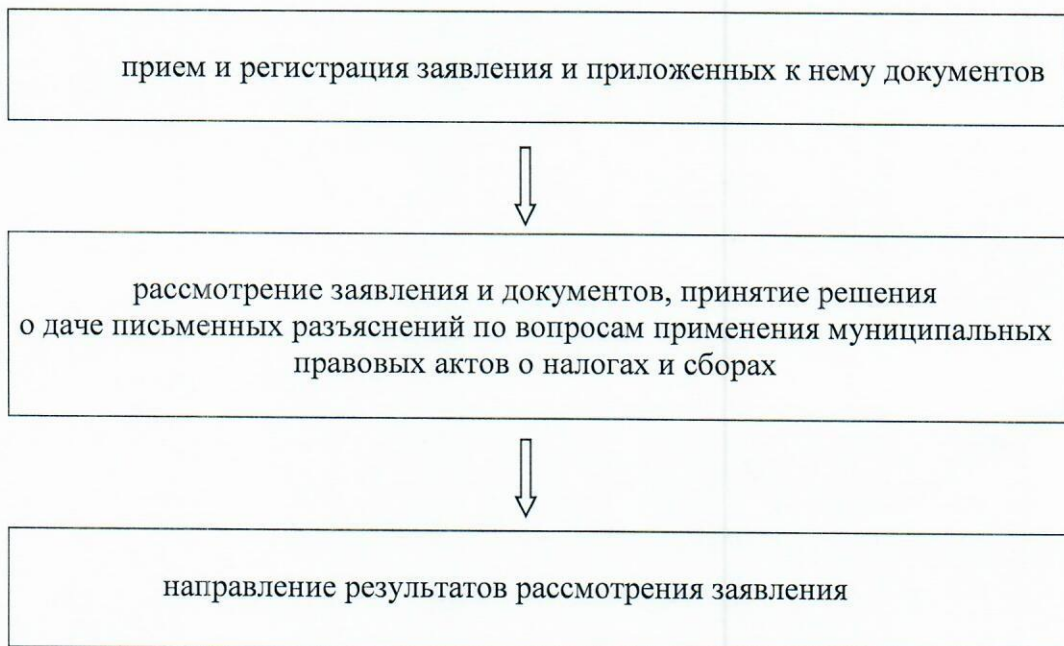 прием и регистрация заявления и приложенных к нему документов
рассмотрение заявления и документов, принятие решения
о даче письменных разъяснений по вопросам применения муниципальных
правовых актов о налогах и сборах
направление результатов рассмотрения заявления